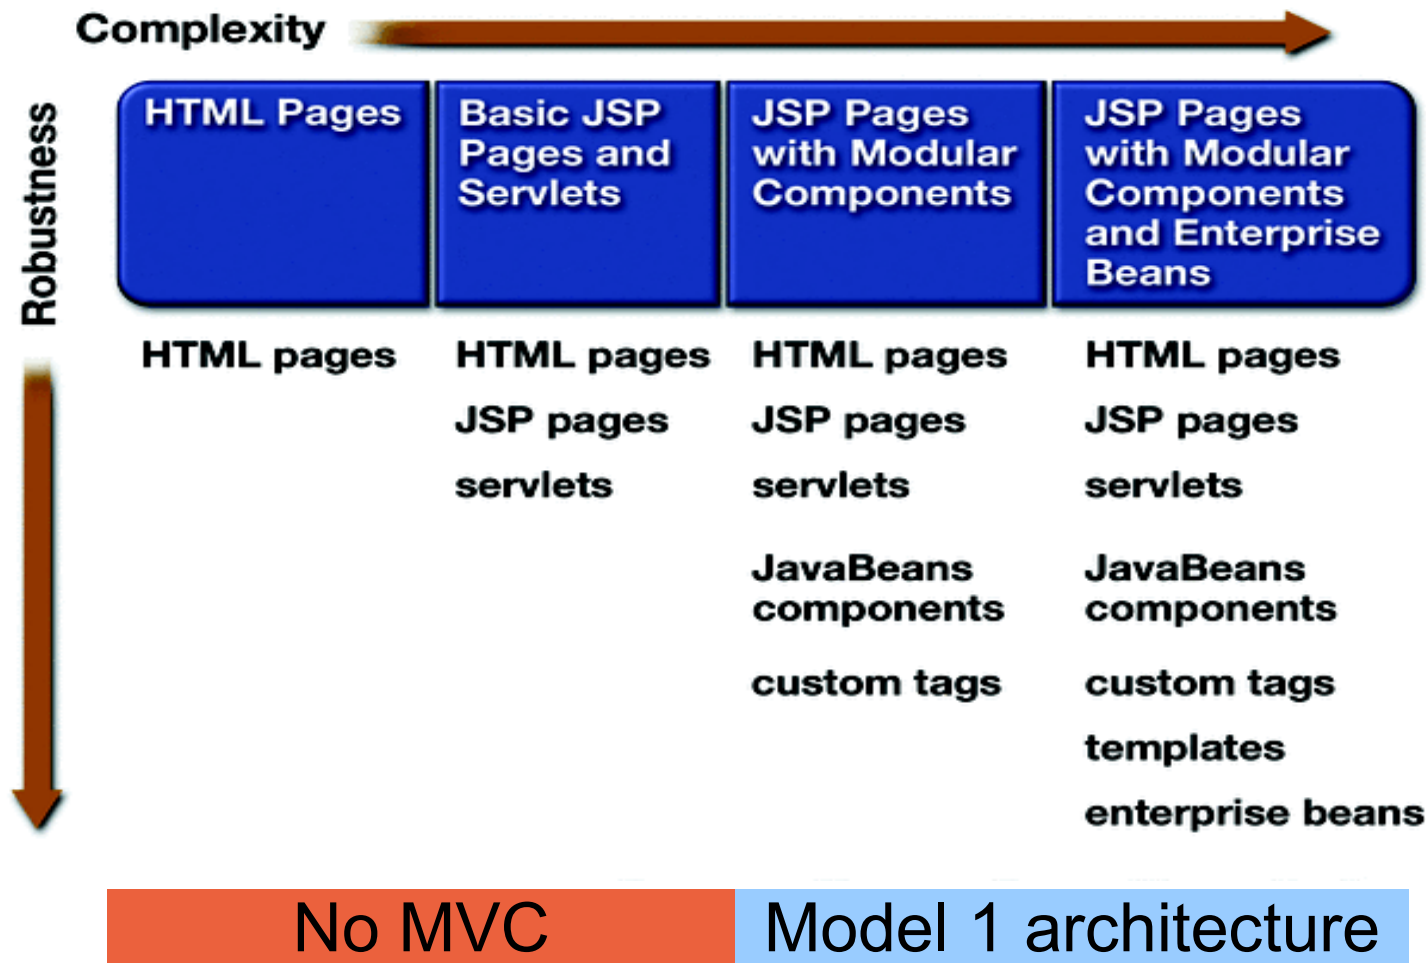 Complexity
Robustness
HTML Pages
Basic JSP
Pages and
Servlets
JSP Pages
with Modular
Components
JSP Pages
with Modular
Components
and Enterprise
Beans
HTML pages
HTML pages
JSP pages
servlets
HTML pages
JSP pages
servlets
JavaBeans
components
custom tags
HTML pages
JSP pages
servlets
JavaBeans
components
custom tags
templates
enterprise beans
No MVC
Model 1 architecture